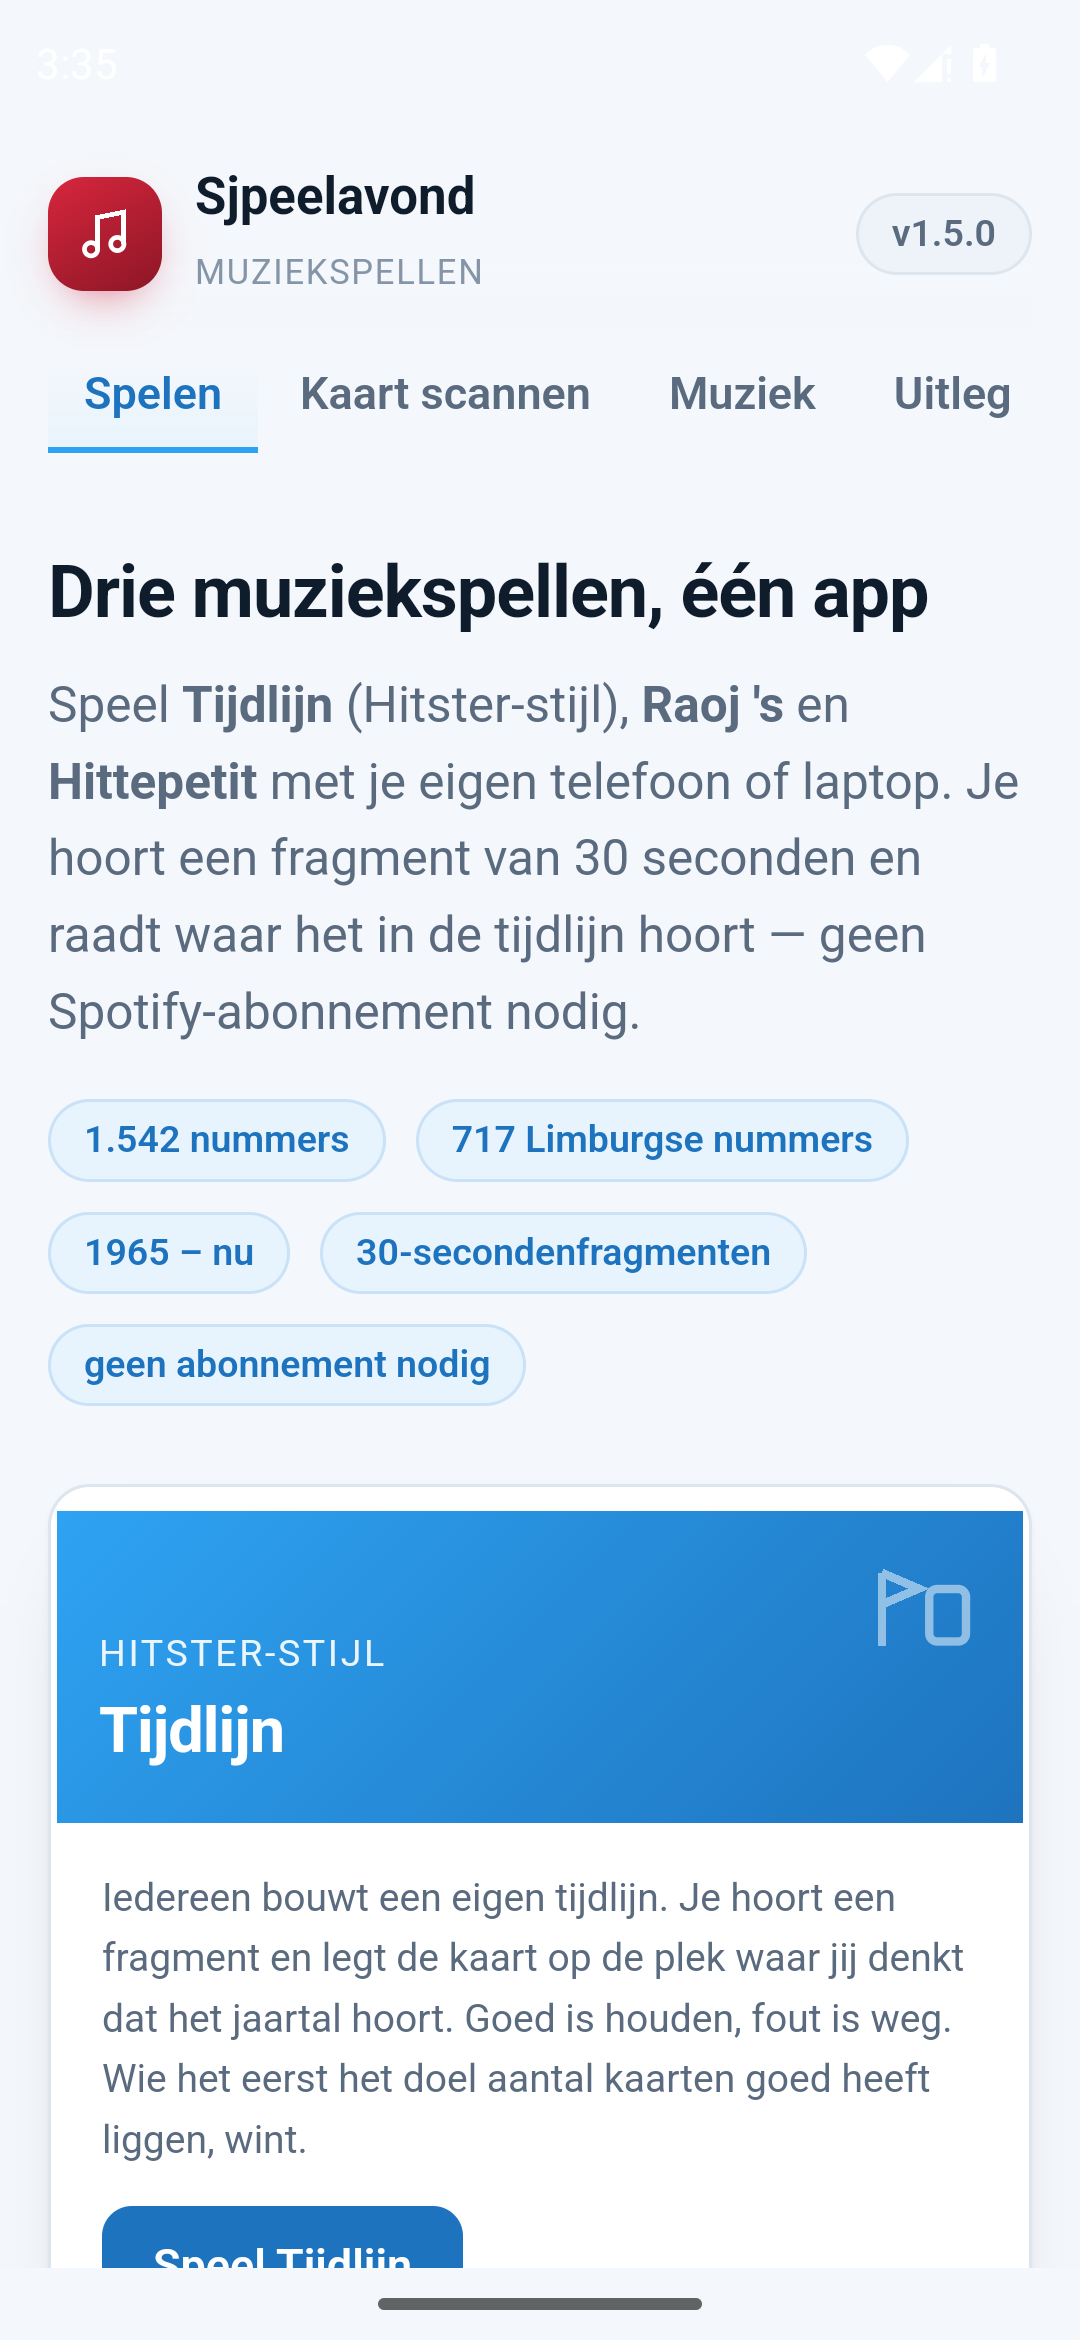 3:35
Sjpeelavond
MUZIEKSPELLEN
v1.5.0
Spelen
Kaart scannen
Muziek
Uitleg
Drie muziekspellen, één app
Speel Tijdlijn (Hitster-stijl), Raoj 's en
Hittepetit met je eigen telefoon of laptop. Je
hoort een fragment van 30 seconden en
raadt waar het in de tijdlijn hoort — geen
Spotify-abonnement nodig.
1.542 nummers
717 Limburgse nummers
1965 – nu
30-secondenfragmenten
geen abonnement nodig
HITSTER-STIJL
Tijdlijn
Iedereen bouwt een eigen tijdlijn. Je hoort een
fragment en legt de kaart op de plek waar jij denkt
dat het jaartal hoort. Goed is houden, fout is weg.
Wie het eerst het doel aantal kaarten goed heeft
liggen, wint.
Speel Tijdlijn